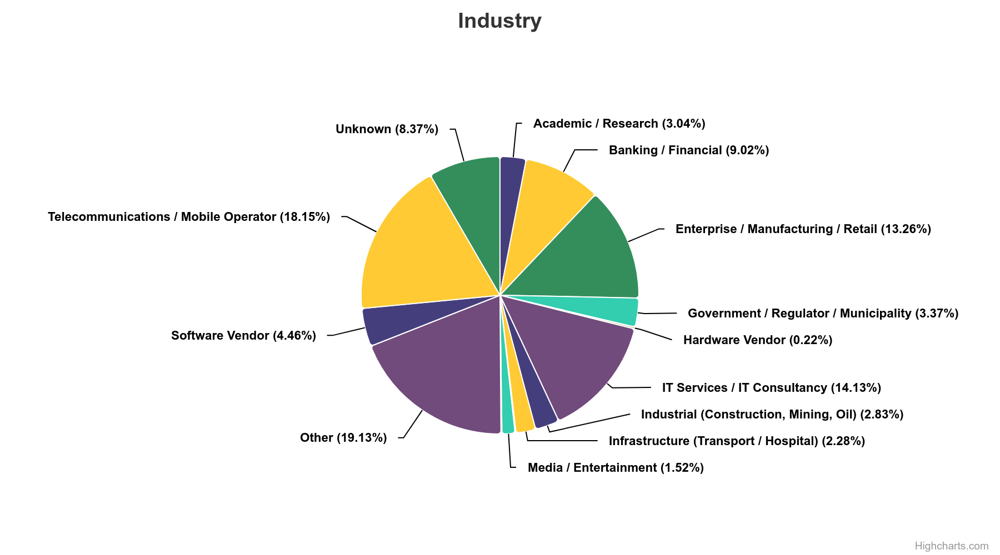 Industry
Academic / Research (3.04%)
Unknown (8.37%)
Banking / Financial (9.02%)
Telecommunications / Mobile Operator (18.15%)
Enterprise / Manufacturing / Retail (13.26%)
Government / Regulator / Municipality (3.37%)
Software Vendor (4.46%)
Hardware Vendor (0.22%)
IT Services / IT Consultancy (14.13%)
Industrial (Construction, Mining, Oil) (2.83%)
Other (19.13%)
Infrastructure (Transport / Hospital) (2.28%)
Media / Entertainment (1.52%)
Highcharts.com